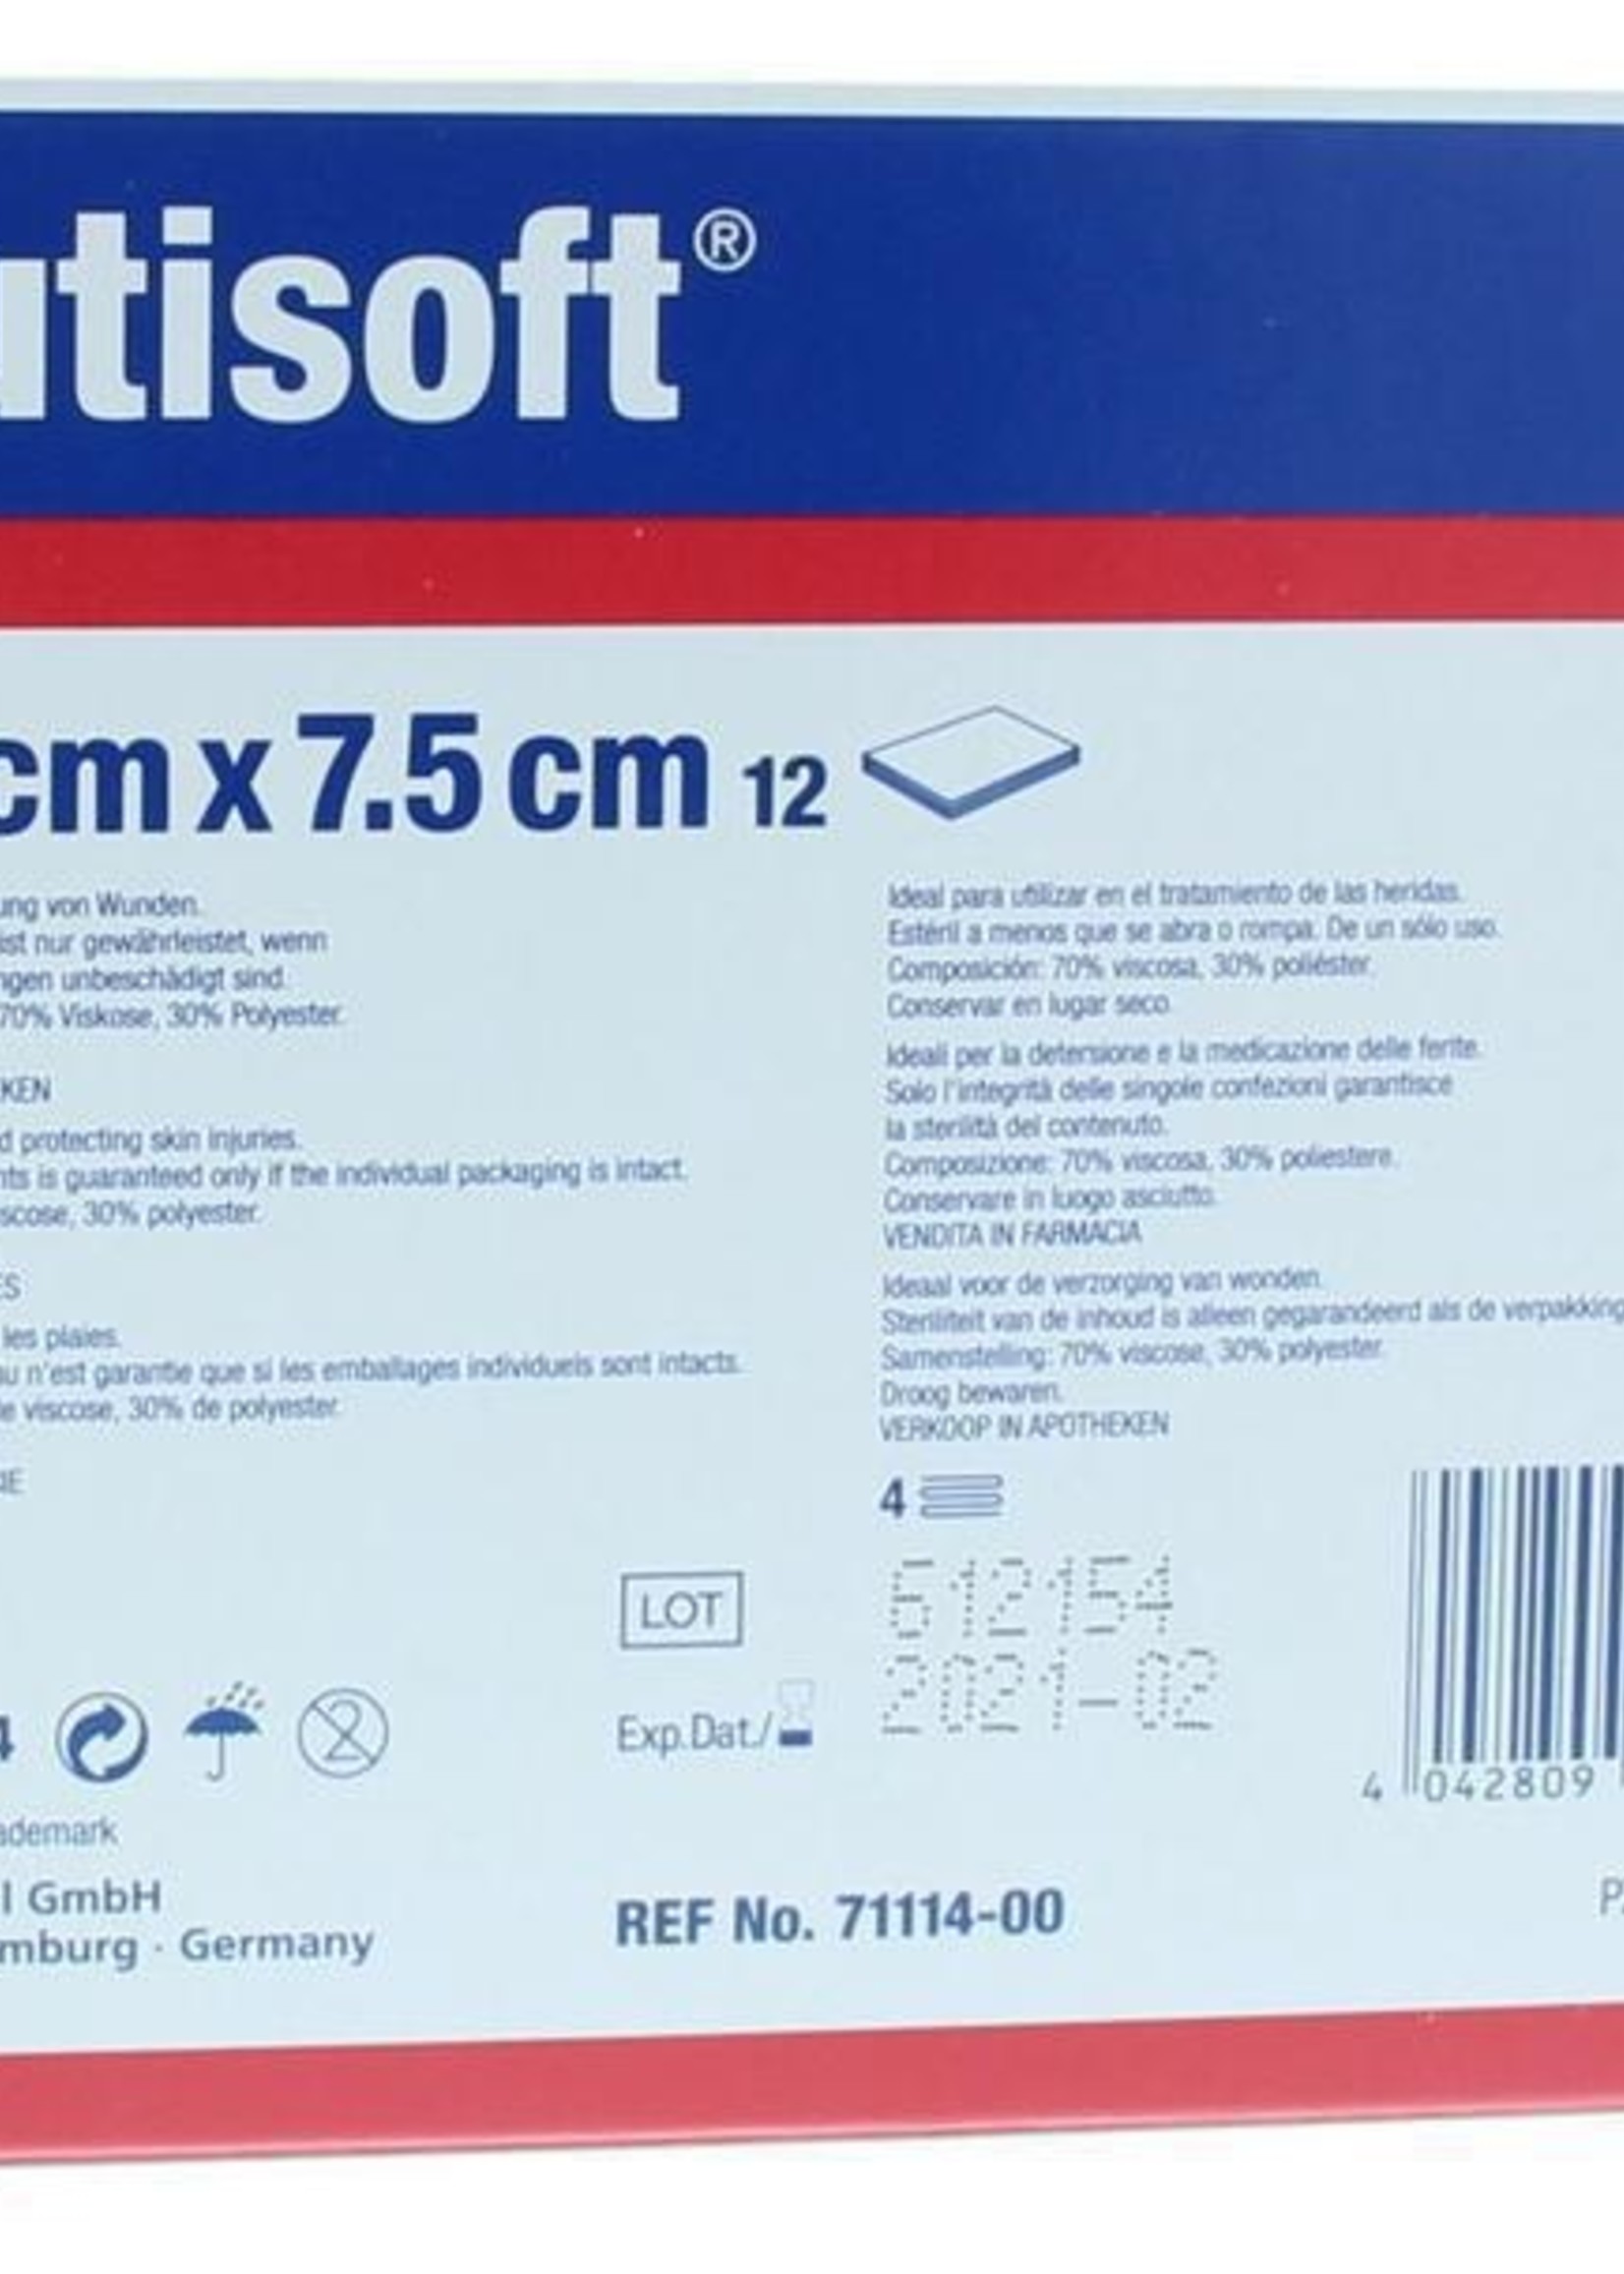 utisoft®
cm x 7.5 cm 12
ung von Wunden.
ist nur gewährleistet, wenn
ngen unbeschädigt sind.
70% Viskose, 30% Polyester.
KEN
d protecting skin injuries.
nts is guaranteed only if the individual packaging is intact.
scose, 30% polyester.
ES
les plaies.
u n'est garantie que si les emballages individuels sont intacts.
e viscose, 30% de polyester.
IE
Ideal para utilizar en el tratamiento de las heridas.
Estéril a menos que se abra o rompa. De un sólo uso.
Composición: 70% viscosa, 30% poliéster.
Conservar en lugar seco.
Ideali per la detersione e la medicazione delle ferite.
Solo l'integrità delle singole confezioni garantisce
la sterilità del contenuto.
Composizione: 70% viscosa, 30% poliestere.
Conservare in luogo asciutto.
VENDITA IN FARMACIA
Ideaal voor de verzorging van wonden.
Steriliteit van de inhoud is alleen gegarandeerd als de verpakking
Samenstelling: 70% viscose, 30% polyester.
Droog bewaren.
VERKOOP IN APOTHEKEN
4
LOT 612154
Exp.Dat./ 2021-02
4 2
4 042809
ademark
l GmbH
mburg · Germany
REF No. 71114-00